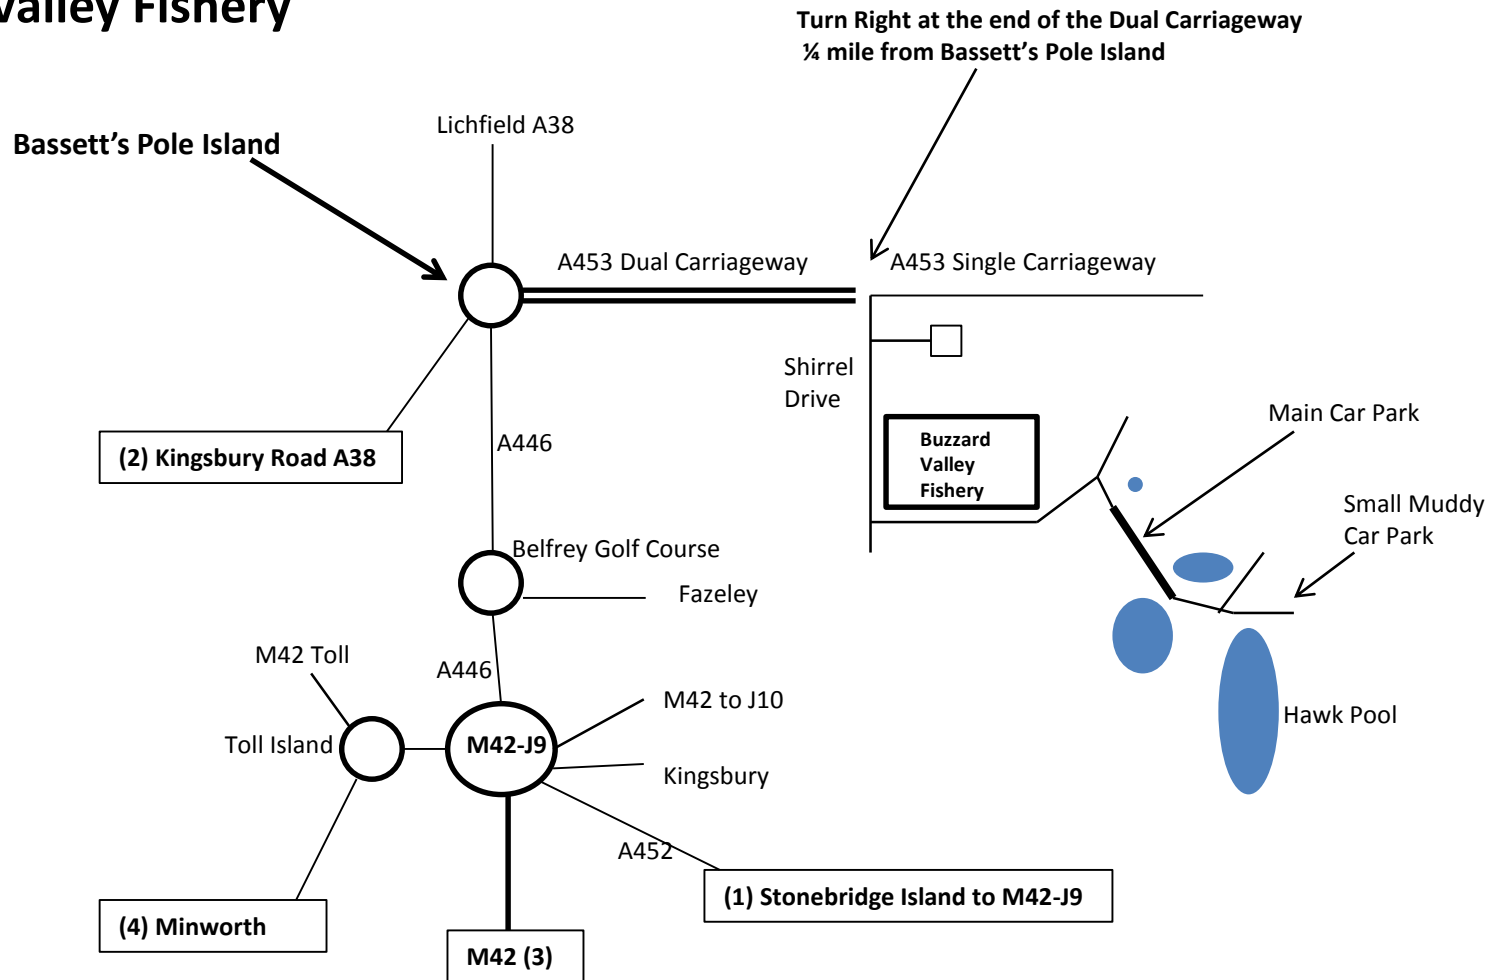 Valley Fishery
Turn Right at the end of the Dual Carriageway
¼ mile from Bassett's Pole Island
Lichfield A38
Bassett's Pole Island
A453 Dual Carriageway
A453 Single Carriageway
Shirrel
Drive
Main Car Park
(2) Kingsbury Road A38
A446
Buzzard
Valley
Fishery
Small Muddy
Car Park
Belfrey Golf Course
Fazeley
M42 Toll
A446
M42 to J10
Hawk Pool
Toll Island
M42-J9
Kingsbury
A452
(1) Stonebridge Island to M42-J9
(4) Minworth
M42 (3)